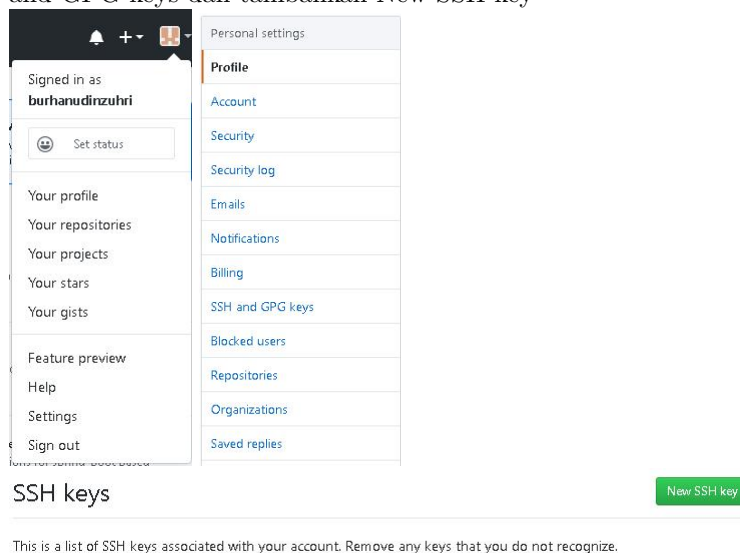 and GPG keys dan tambahkan New SSH key
Signed in as
burhanudinzuhri
Set status
Your profile
Your repositories
Your projects
Your stars
Your gists
Feature preview
Help
Settings
Sign out
Personal settings
Profile
Account
Security
Security log
Emails
Notifications
Billing
SSH and GPG keys
Blocked users
Repositories
Organizations
Saved replies
SSH keys
New SSH key
This is a list of SSH keys associated with your account. Remove any keys that you do not recognize.